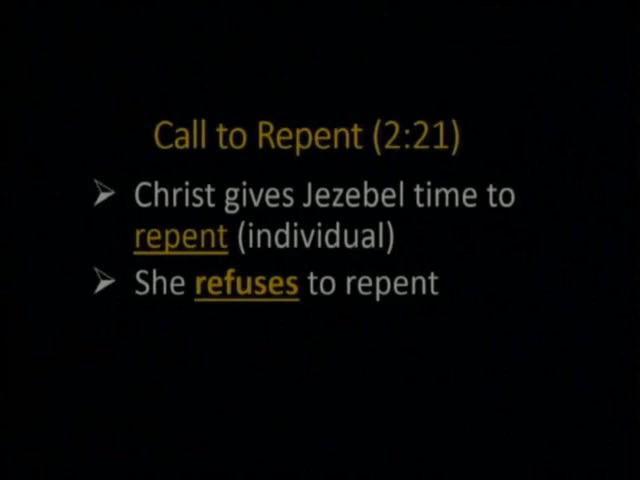 Call to Repent (2:21)
➢ Christ gives Jezebel time to
repent (individual)
➢ She refuses to repent